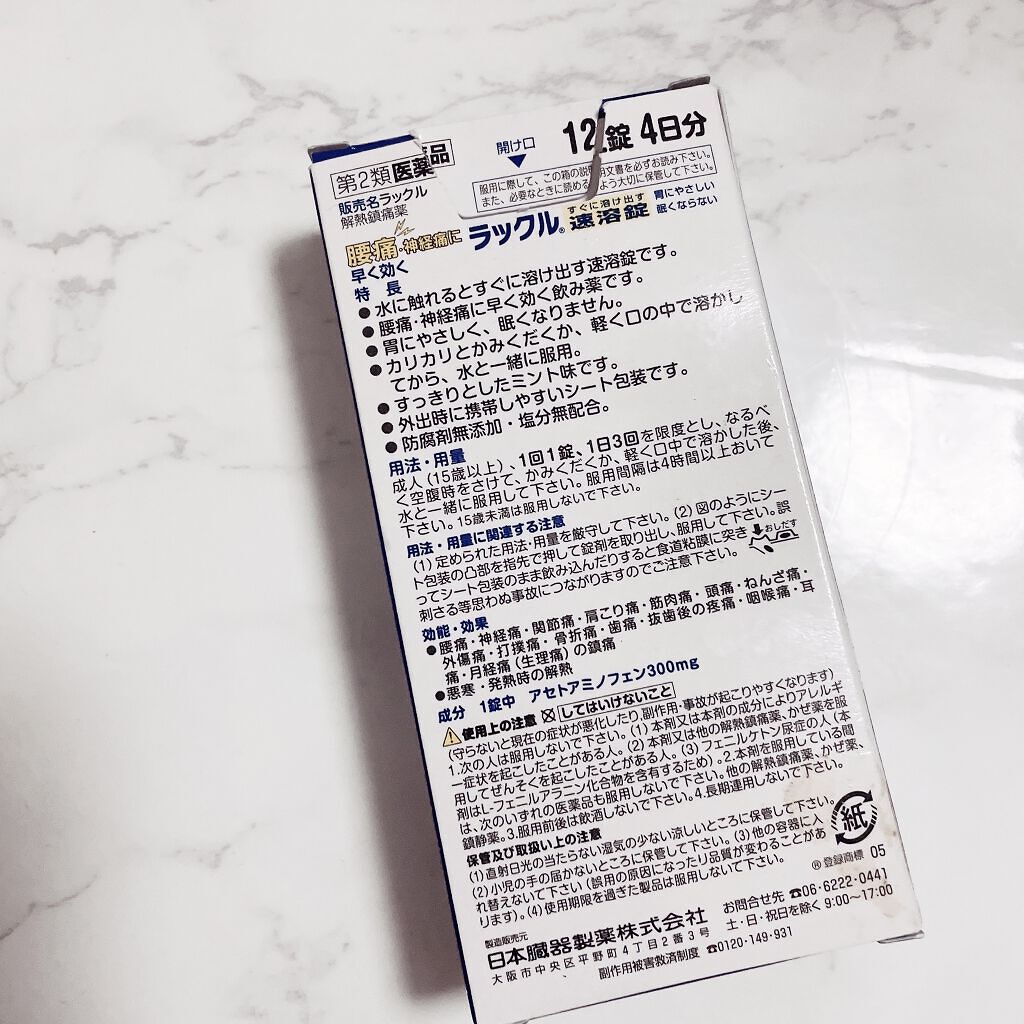 第2類医薬品
開け口
12錠 4日分
服用に際して、この箱の説明文書を必ずお読み下さい。
また、必要なときに読めるよう大切に保管して下さい。
販売名ラックル
解熱鎮痛薬
腰痛・神経痛に
早く効く
ラックル® すぐに溶け出す
速溶錠
胃にやさしい
眠くならない
特 長
●水に触れるとすぐに溶け出す速溶錠です。
●腰痛・神経痛に早く効く飲み薬です。
●胃にやさしく、眠くなりません。
●カリカリとかみくだくか、軽く口の中で溶かし
てから、水と一緒に服用。
●すっきりとしたミント味です。
●外出時に携帯しやすいシート包装です。
●防腐剤無添加・塩分無配合。
用法・用量
成人(15歳以上)、1回1錠、1日3回を限度とし、なるべ
く空腹時をさけて、かみくだくか、軽く口中で溶かした後、
水と一緒に服用して下さい。服用間隔は4時間以上おいて
下さい。15歳未満は服用しないで下さい。
用法・用量に関連する注意
(1)定められた用法・用量を厳守して下さい。(2)図のようにシー
ト包装の凸部を指先で押して錠剤を取り出し、服用して下さい。誤
ってシート包装のまま飲み込んだりすると食道粘膜に突き
刺さる等思わぬ事故につながりますのでご注意下さい。
おしだす
効能・効果
●腰痛・神経痛・関節痛・肩こり痛・筋肉痛・頭痛・ねんざ痛・
外傷痛・打撲痛・骨折痛・歯痛・抜歯後の疼痛・咽喉痛・耳
痛・月経痛(生理痛)の鎮痛
●悪寒・発熱時の解熱
成分 1錠中 アセトアミノフェン300mg
使用上の注意 してはいけないこと
(守らないと現在の症状が悪化したり、副作用・事故が起こりやすくなります)
1.次の人は服用しないで下さい。(1)本剤又は本剤の成分によりアレルギ
ー症状を起こしたことがある人。(2)本剤又は他の解熱鎮痛薬、かぜ薬を服
用してぜんそくを起こしたことがある人。(3)フェニルケトン尿症の人(本
剤はL-フェニルアラニン化合物を含有するため)。2.本剤を服用している間
は、次のいずれの医薬品も服用しないで下さい。他の解熱鎮痛薬、かぜ薬、
鎮静薬。3.服用前後は飲酒しないで下さい。4.長期連用しないで下さい。
保管及び取扱い上の注意
(1)直射日光の当たらない湿気の少ない涼しいところに保管して下さい。
(2)小児の手の届かないところに保管して下さい。(3)他の容器に入
れ替えないで下さい(誤用の原因になったり品質が変わることがあ
ります)。(4)使用期限を過ぎた製品は服用しないで下さい。
紙
®登録商標 05
製造販売元
日本臓器製薬株式会社
大阪市中央区平野町4丁目2番3号
お問合せ先 ☎06-6222-0441
土・日・祝日を除く 9:00〜17:00
副作用被害救済制度 ☎0120-149-931